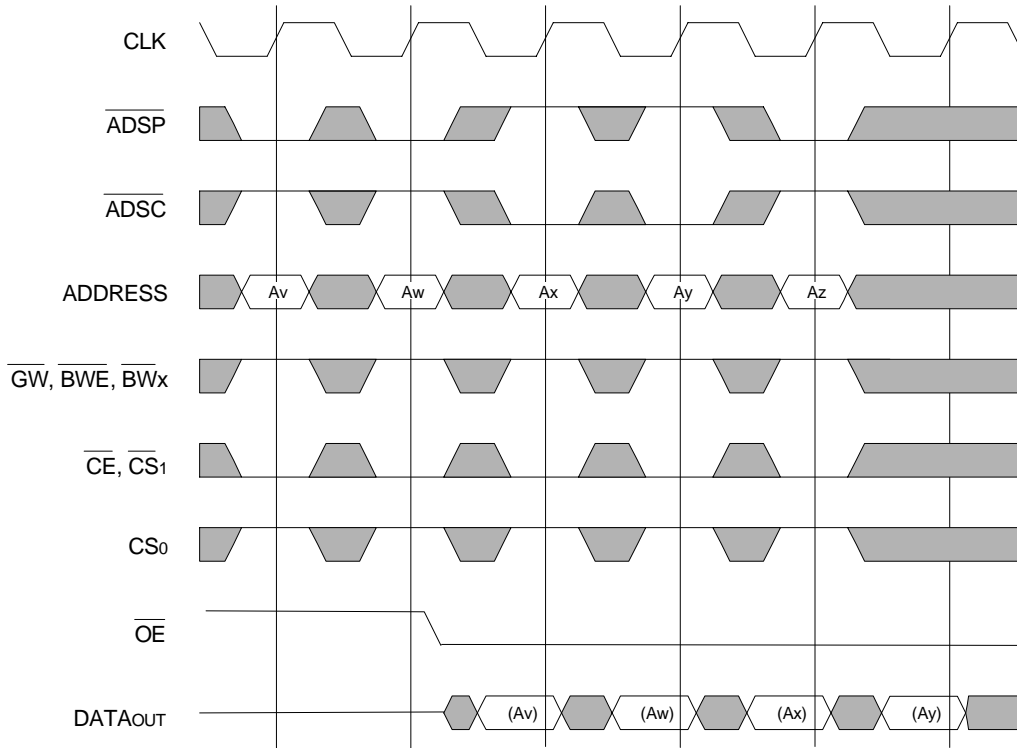 CLK
ADSP
ADSC
ADDRESS
Av Aw Ax Ay Az
GW, BWE, BWx
CE, CS1
CS0
OE
DATAOUT
(Av) (Aw) (Ax) (Ay)